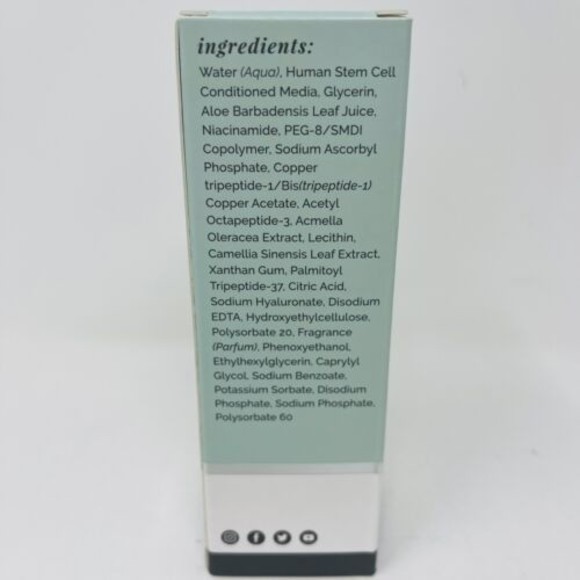 ingredients:
Water (Aqua), Human Stem Cell
Conditioned Media, Glycerin,
Aloe Barbadensis Leaf Juice,
Niacinamide, PEG-8/SMDI
Copolymer, Sodium Ascorbyl
Phosphate, Copper
tripeptide-1/Bis(tripeptide-1)
Copper Acetate, Acetyl
Octapeptide-3, Acmella
Oleracea Extract, Lecithin,
Camellia Sinensis Leaf Extract,
Xanthan Gum, Palmitoyl
Tripeptide-37, Citric Acid,
Sodium Hyaluronate, Disodium
EDTA, Hydroxyethylcellulose,
Polysorbate 20, Fragrance
(Parfum), Phenoxyethanol,
Ethylhexylglycerin, Caprylyl
Glycol, Sodium Benzoate,
Potassium Sorbate, Disodium
Phosphate, Sodium Phosphate,
Polysorbate 60